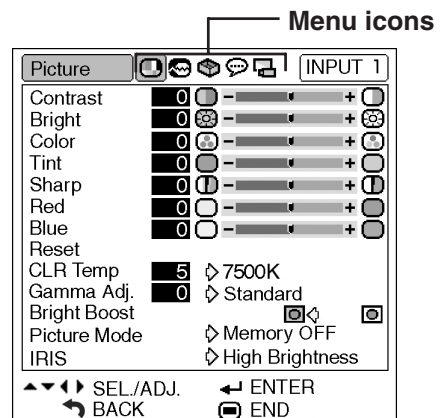 Menu icons
Picture INPUT 1
Contrast 0 - +
Bright 0 - +
Color 0 - +
Tint 0 - +
Sharp 0 - +
Red 0 - +
Blue 0 - +
Reset
CLR Temp 5 7500K
Gamma Adj. 0 Standard
Bright Boost
Picture Mode Memory OFF
IRIS High Brightness
SEL./ADJ. ENTER
BACK END